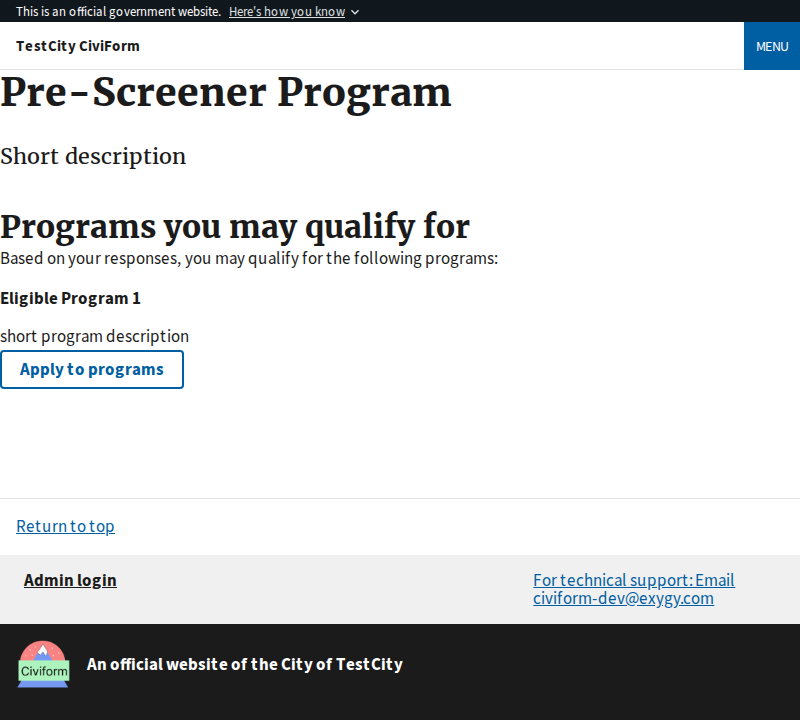 This is an official government website. Here's how you know
TestCity CiviForm
MENU
Pre-Screener Program
Short description
Programs you may qualify for
Based on your responses, you may qualify for the following programs:
Eligible Program 1
short program description
Apply to programs
Return to top
Admin login
For technical support: Email
civiform-dev@exygy.com
Civiform
An official website of the City of TestCity